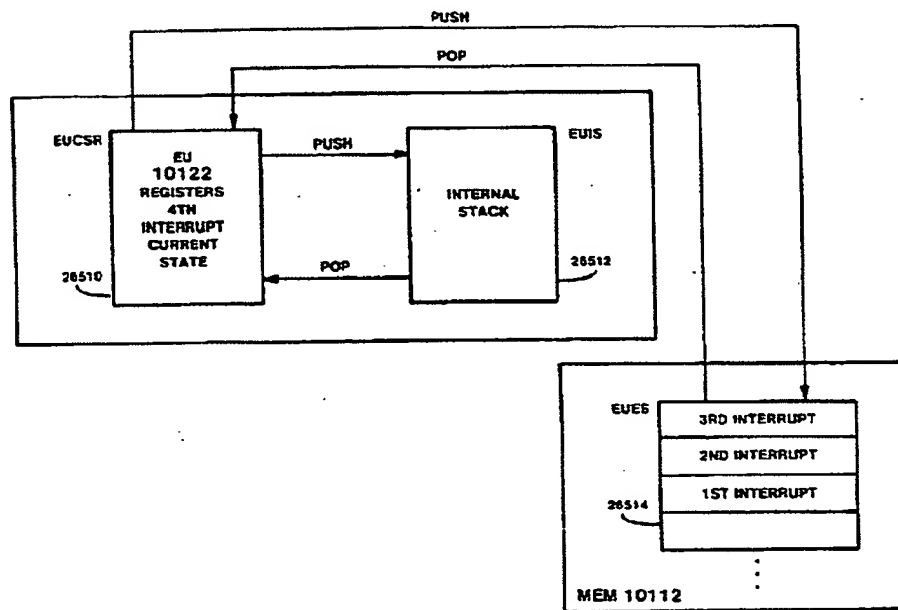 PUSH
POP
EUCSR
EU
10122
REGISTERS
4TH
INTERRUPT
CURRENT
STATE
26510
PUSH
POP
EUIS
INTERNAL
STACK
26512
EUES
3RD INTERRUPT
2ND INTERRUPT
1ST INTERRUPT
26514
MEM 10112